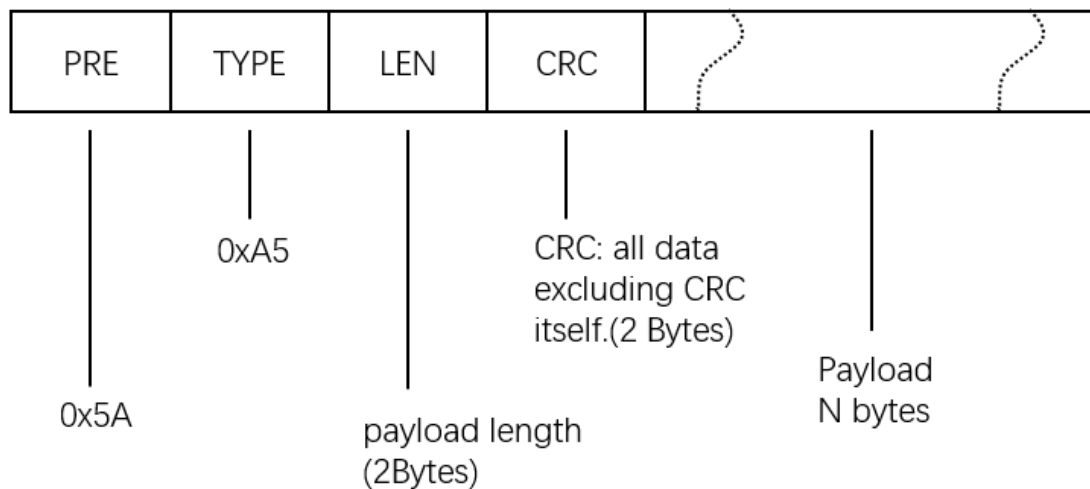 PRE
TYPE
LEN
CRC
0x5A
0xA5
payload length
(2Bytes)
CRC: all data
excluding CRC
itself.(2 Bytes)
Payload
N bytes